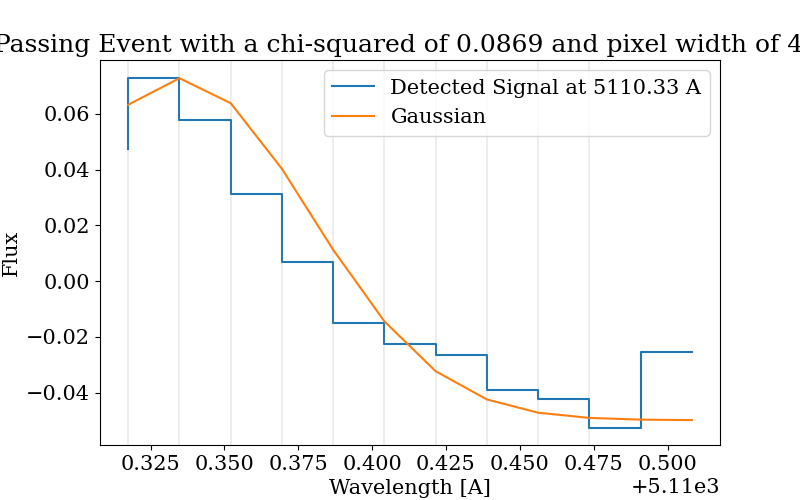 Passing Event with a chi-squared of 0.0869 and pixel width of 4
Detected Signal at 5110.33 A
Gaussian
Flux
0.06
0.04
0.02
0.00
−0.02
−0.04
0.325 0.350 0.375 0.400 0.425 0.450 0.475 0.500
Wavelength [A]
+5.11e3